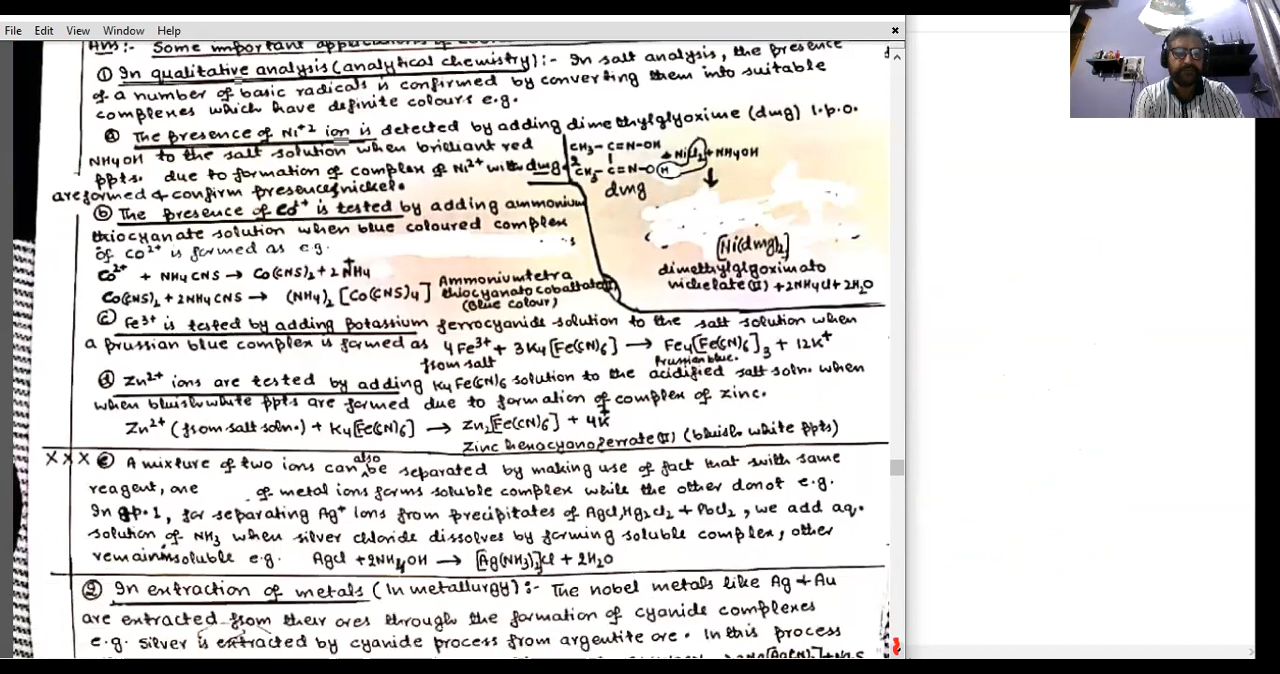 File Edit View Window Help
Ans :- Some important applications of
① In qualitative analysis (analytical chemistry) :- In salt analysis, the presence
of a number of basic radicals is confirmed by converting them into suitable
complexes which have definite colours e.g.
ⓐ The presence of Ni+2 ion is detected by adding dimethylglyoxime (dmg) i.p.o.
NH4OH to the salt solution when brilliant red
ppts. due to formation of complex of Ni2+ with dmg
are formed & confirm presence of nickel.
CH3- C=N-OH
+ NiCl2 + NH4OH
2
CH3- C=N-OH
dmg
[Ni(dmg)2]
dimethylglyoximato
nickelate(II) + 2NH4Cl + 2H2O
ⓑ The presence of Co2+ is tested by adding ammonium
thiocyanate solution when blue coloured complex
of Co2+ is formed as e.g.
Co2+ + NH4CNS → Co(CNS)2 + 2NH4+
Co(CNS)2 + 2NH4CNS → (NH4)2 [Co(CNS)4] Ammonium tetra
thiocyanato cobaltate(II)
(Blue colour)
ⓒ Fe3+ is tested by adding Potassium ferrocyanide solution to the salt solution when
a prussian blue complex is formed as 4Fe3+ + 3K4[Fe(CN)6] → Fe4[Fe(CN)6]3 + 12K+
from salt Prussian blue.
ⓓ Zn2+ ions are tested by adding K4Fe(CN)6 solution to the acidified salt soln. when
when bluish white ppts are formed due to formation of complex of zinc.
Zn2+ (from salt soln.) + K4[Fe(CN)6] → Zn2[Fe(CN)6] + 4K+
Zinc hexacyanoferrate(II) (bluish white ppts)
XXX ⓔ A mixture of two ions can also be separated by making use of fact that with same
reagent, one of metal ions forms soluble complex while the other donot e.g.
In gp.1, for separating Ag+ ions from precipitates of AgCl, Hg2Cl2 + PbCl2, we add aq.
solution of NH3 when silver chloride dissolves by forming soluble complex, other
remain insoluble e.g. AgCl + 2NH4OH → [Ag(NH3)2]Cl + 2H2O
② In extraction of metals (In metallurgy) :- The nobel metals like Ag + Au
are extracted from their ores through the formation of cyanide complexes
e.g. silver is extracted by cyanide process from argentite ore. In this process